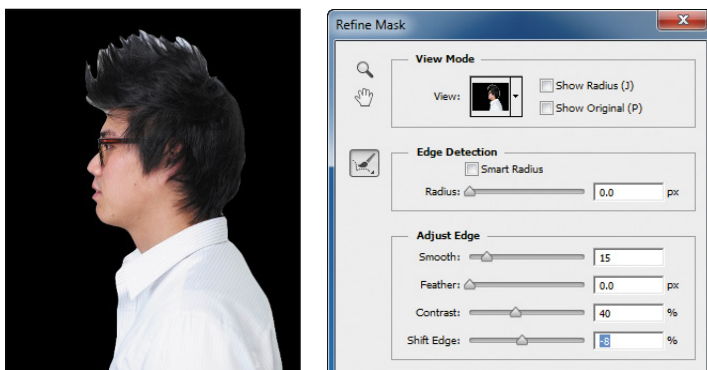 Refine Mask
View Mode
View:
Show Radius (J)
Show Original (P)
Edge Detection
Smart Radius
Radius: 0.0 px
Adjust Edge
Smooth: 15
Feather: 0.0 px
Contrast: 40 %
Shift Edge: -8 %